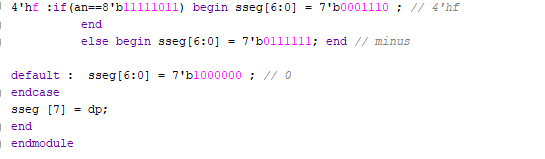 4'hf :if(an==8'b11111011) begin sseg[6:0] = 7'b0001110 ; // 4'hf
end
else begin sseg[6:0] = 7'b0111111; end // minus
default : sseg[6:0] = 7'b1000000 ; // 0
endcase
sseg [7] = dp;
end
endmodule